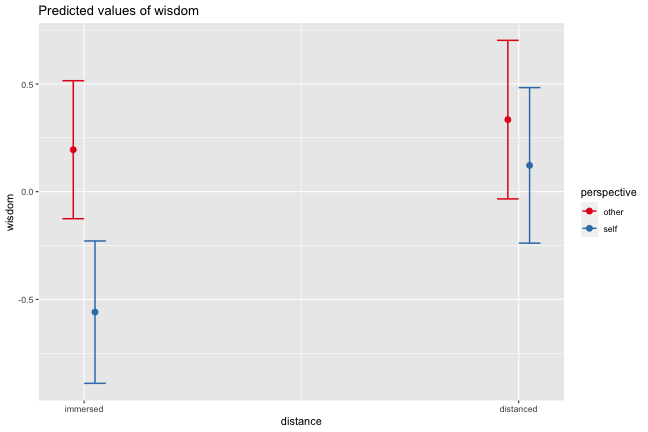 Predicted values of wisdom
0.5
0.0
-0.5
wisdom
immersed
distanced
distance
perspective
other
self